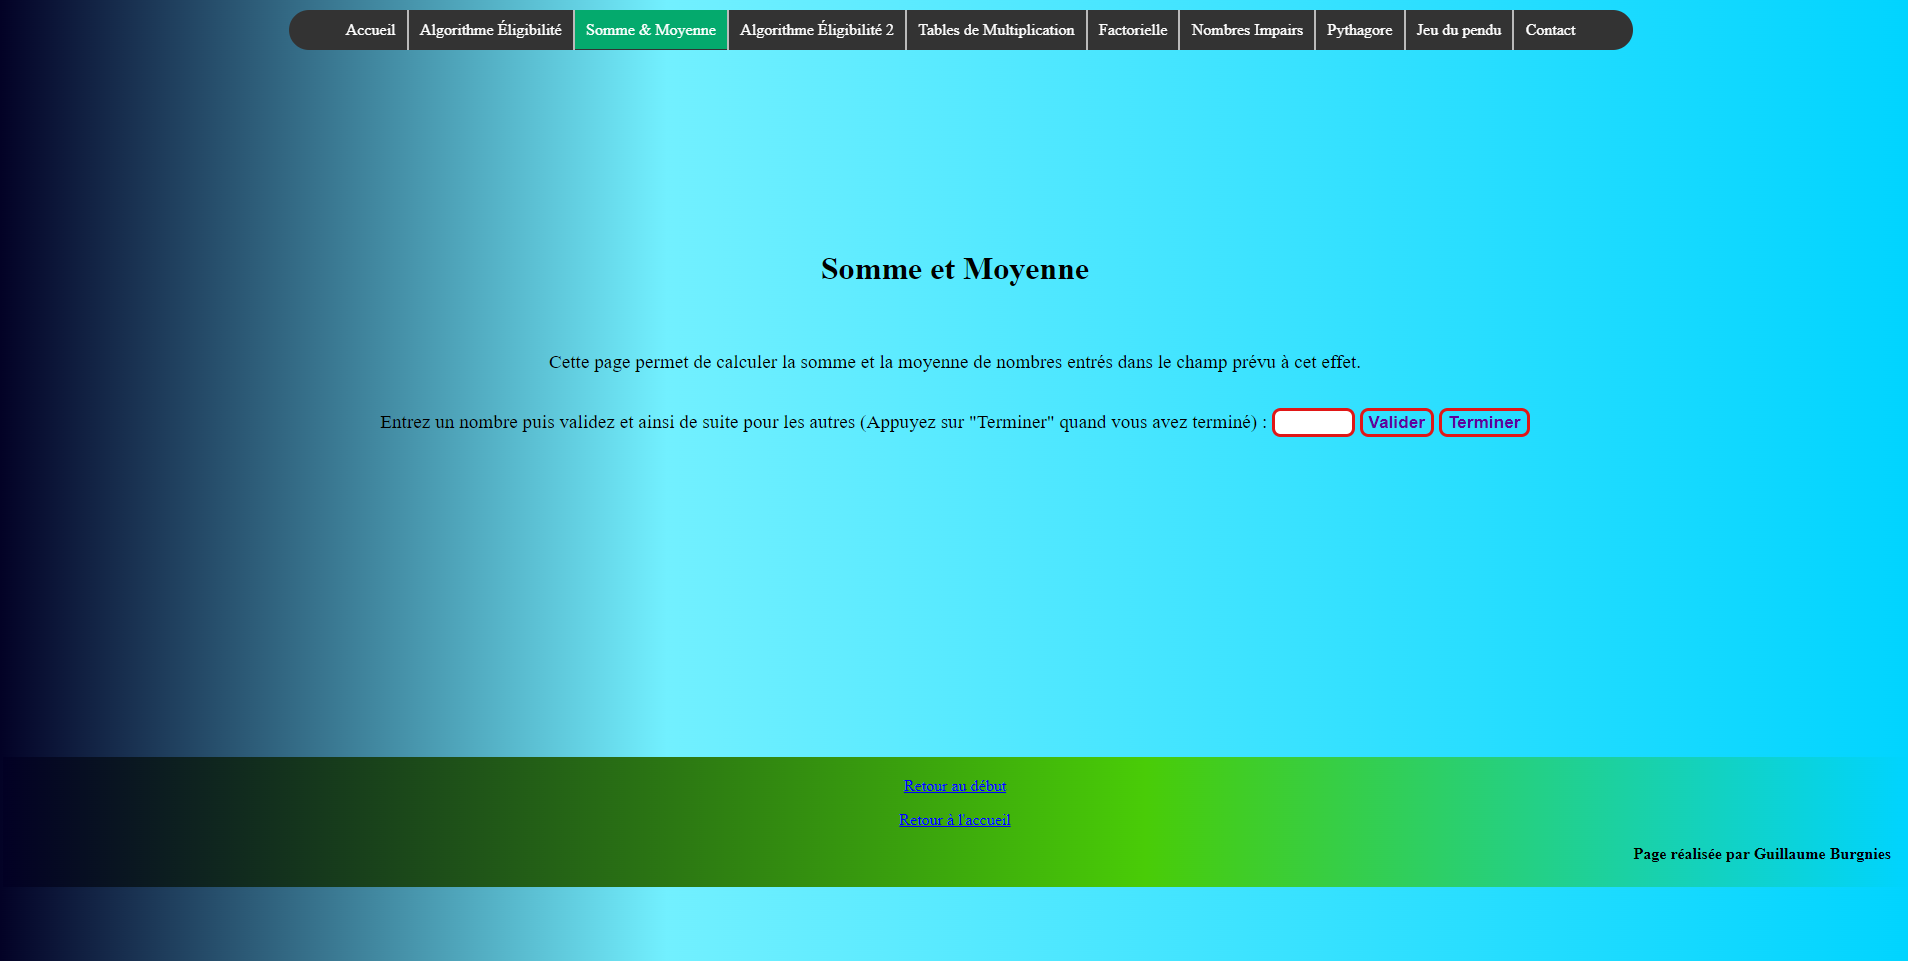 Accueil Algorithme Éligibilité Somme & Moyenne Algorithme Éligibilité 2 Tables de Multiplication Factorielle Nombres Impairs Pythagore Jeu du pendu Contact
Somme et Moyenne
Cette page permet de calculer la somme et la moyenne de nombres entrés dans le champ prévu à cet effet.
Entrez un nombre puis validez et ainsi de suite pour les autres (Appuyez sur "Terminer" quand vous avez terminé) : Valider Terminer
Retour au début
Retour à l'accueil
Page réalisée par Guillaume Burgnies